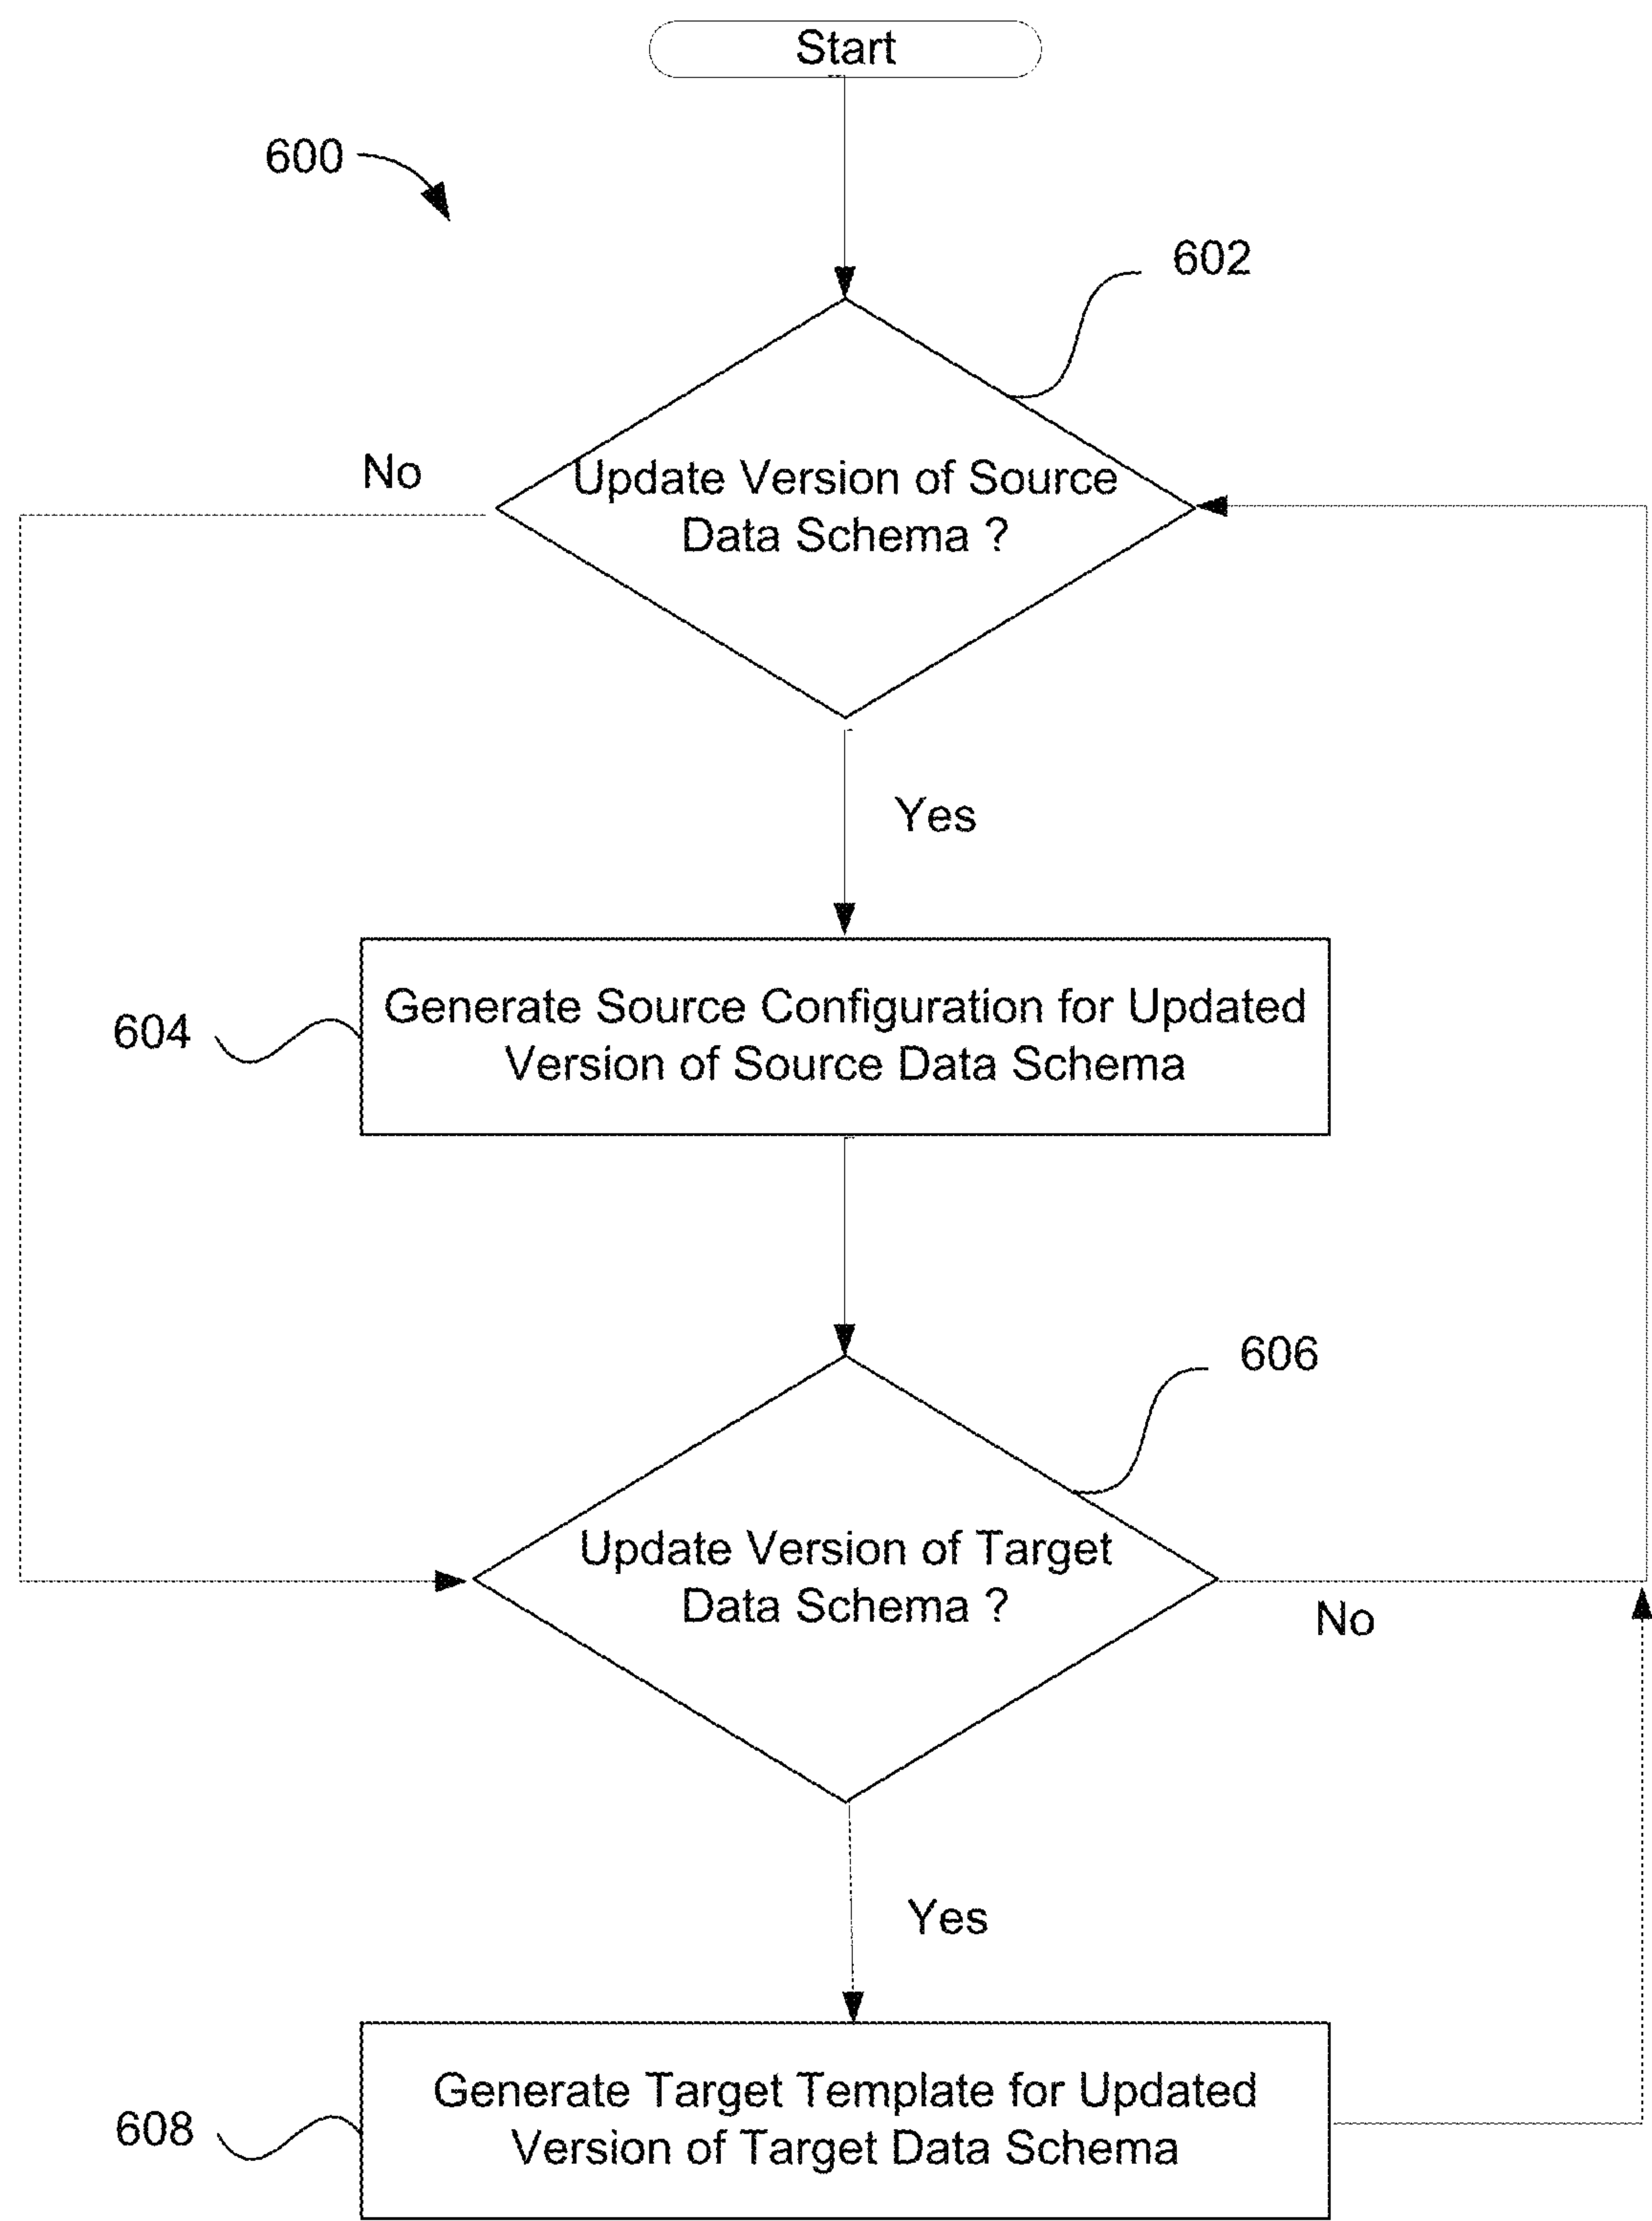 Start
600
602
No
Update Version of Source
Data Schema ?
Yes
604
Generate Source Configuration for Updated
Version of Source Data Schema
606
Update Version of Target
Data Schema ?
No
Yes
608
Generate Target Template for Updated
Version of Target Data Schema